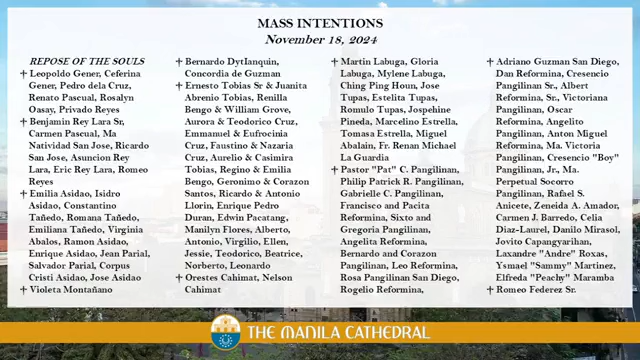 MASS INTENTIONS
November 18, 2024
REPOSE OF THE SOULS
✝ Leopoldo Gener, Ceferina
Gener, Pedro dela Cruz,
Renato Pascual, Rosalyn
Oasay, Privado Reyes
✝ Benjamin Rey Lara Sr,
Carmen Pascual, Ma
Natividad San Jose, Ricardo
San Jose, Asuncion Rey
Lara, Eric Rey Lara, Romeo
Reyes
✝ Emilia Asidao, Isidro
Asidao, Constantino
Tañedo, Romana Tañedo,
Emiliana Tañedo, Virginia
Abalos, Ramon Asidao,
Enrique Asidao, Jean Parial,
Salvador Parial, Corpus
Cristi Asidao, Jose Asidao
✝ Violeta Montañano
✝ Bernardo DytIanquin,
Concordia de Guzman
✝ Ernesto Tobias Sr & Juanita
Abrenio Tobias, Renilla
Bengo & William Grove,
Aurora & Teodorico Cruz,
Emmanuel & Eufrocinia
Cruz, Faustino & Nazaria
Cruz, Aurelio & Casimira
Tobias, Regino & Emilia
Bengo, Geronimo & Corazon
Santos, Ricardo & Antonio
Llorin, Enrique Pedro
Duran, Edwin Pacatang,
Manilyn Flores, Alberto,
Antonio, Virgilio, Ellen,
Jessie, Teodorico, Beatrice,
Norberto, Leonardo
✝ Orestes Cahimat, Nelson
Cahimat
✝ Martin Labuga, Gloria
Labuga, Mylene Labuga,
Ching Ping Houn, Jose
Tupas, Estelita Tupas,
Romulo Tupas, Jospehine
Pineda, Marcelino Estrella,
Tomasa Estrella, Miguel
Abalain, Fr. Renan Michael
La Guardia
✝ Pastor "Pat" C. Pangilinan,
Philip Patrick R. Pangilinan,
Gabrielle C. Pangilinan,
Francisco and Pacita
Reformina, Sixto and
Gregoria Pangilinan,
Angelita Reformina,
Bernardo and Corazon
Pangilinan, Leo Reformina,
Rosa Pangilinan San Diego,
Rogelio Reformina,
✝ Adriano Guzman San Diego,
Dan Reformina, Cresencio
Pangilinan Sr., Albert
Reformina, Sr., Victoriana
Pangilinan, Oscar
Reformina, Angelito
Pangilinan, Anton Miguel
Reformina, Ma. Victoria
Pangilinan, Cresencio "Boy"
Pangilinan, Jr., Ma.
Perpetual Socorro
Pangilinan, Rafael S.
Anicete, Zeneida A. Amador,
Carmen J. Barredo, Celia
Diaz-Laurel, Danilo Mirasol,
Jovito Capangyarihan,
Laxandre "Andre" Roxas,
Ysmael "Sammy" Martinez,
Elfreda "Peachy" Maramba
✝ Romeo Federez Sr.
THE MANILA CATHEDRAL